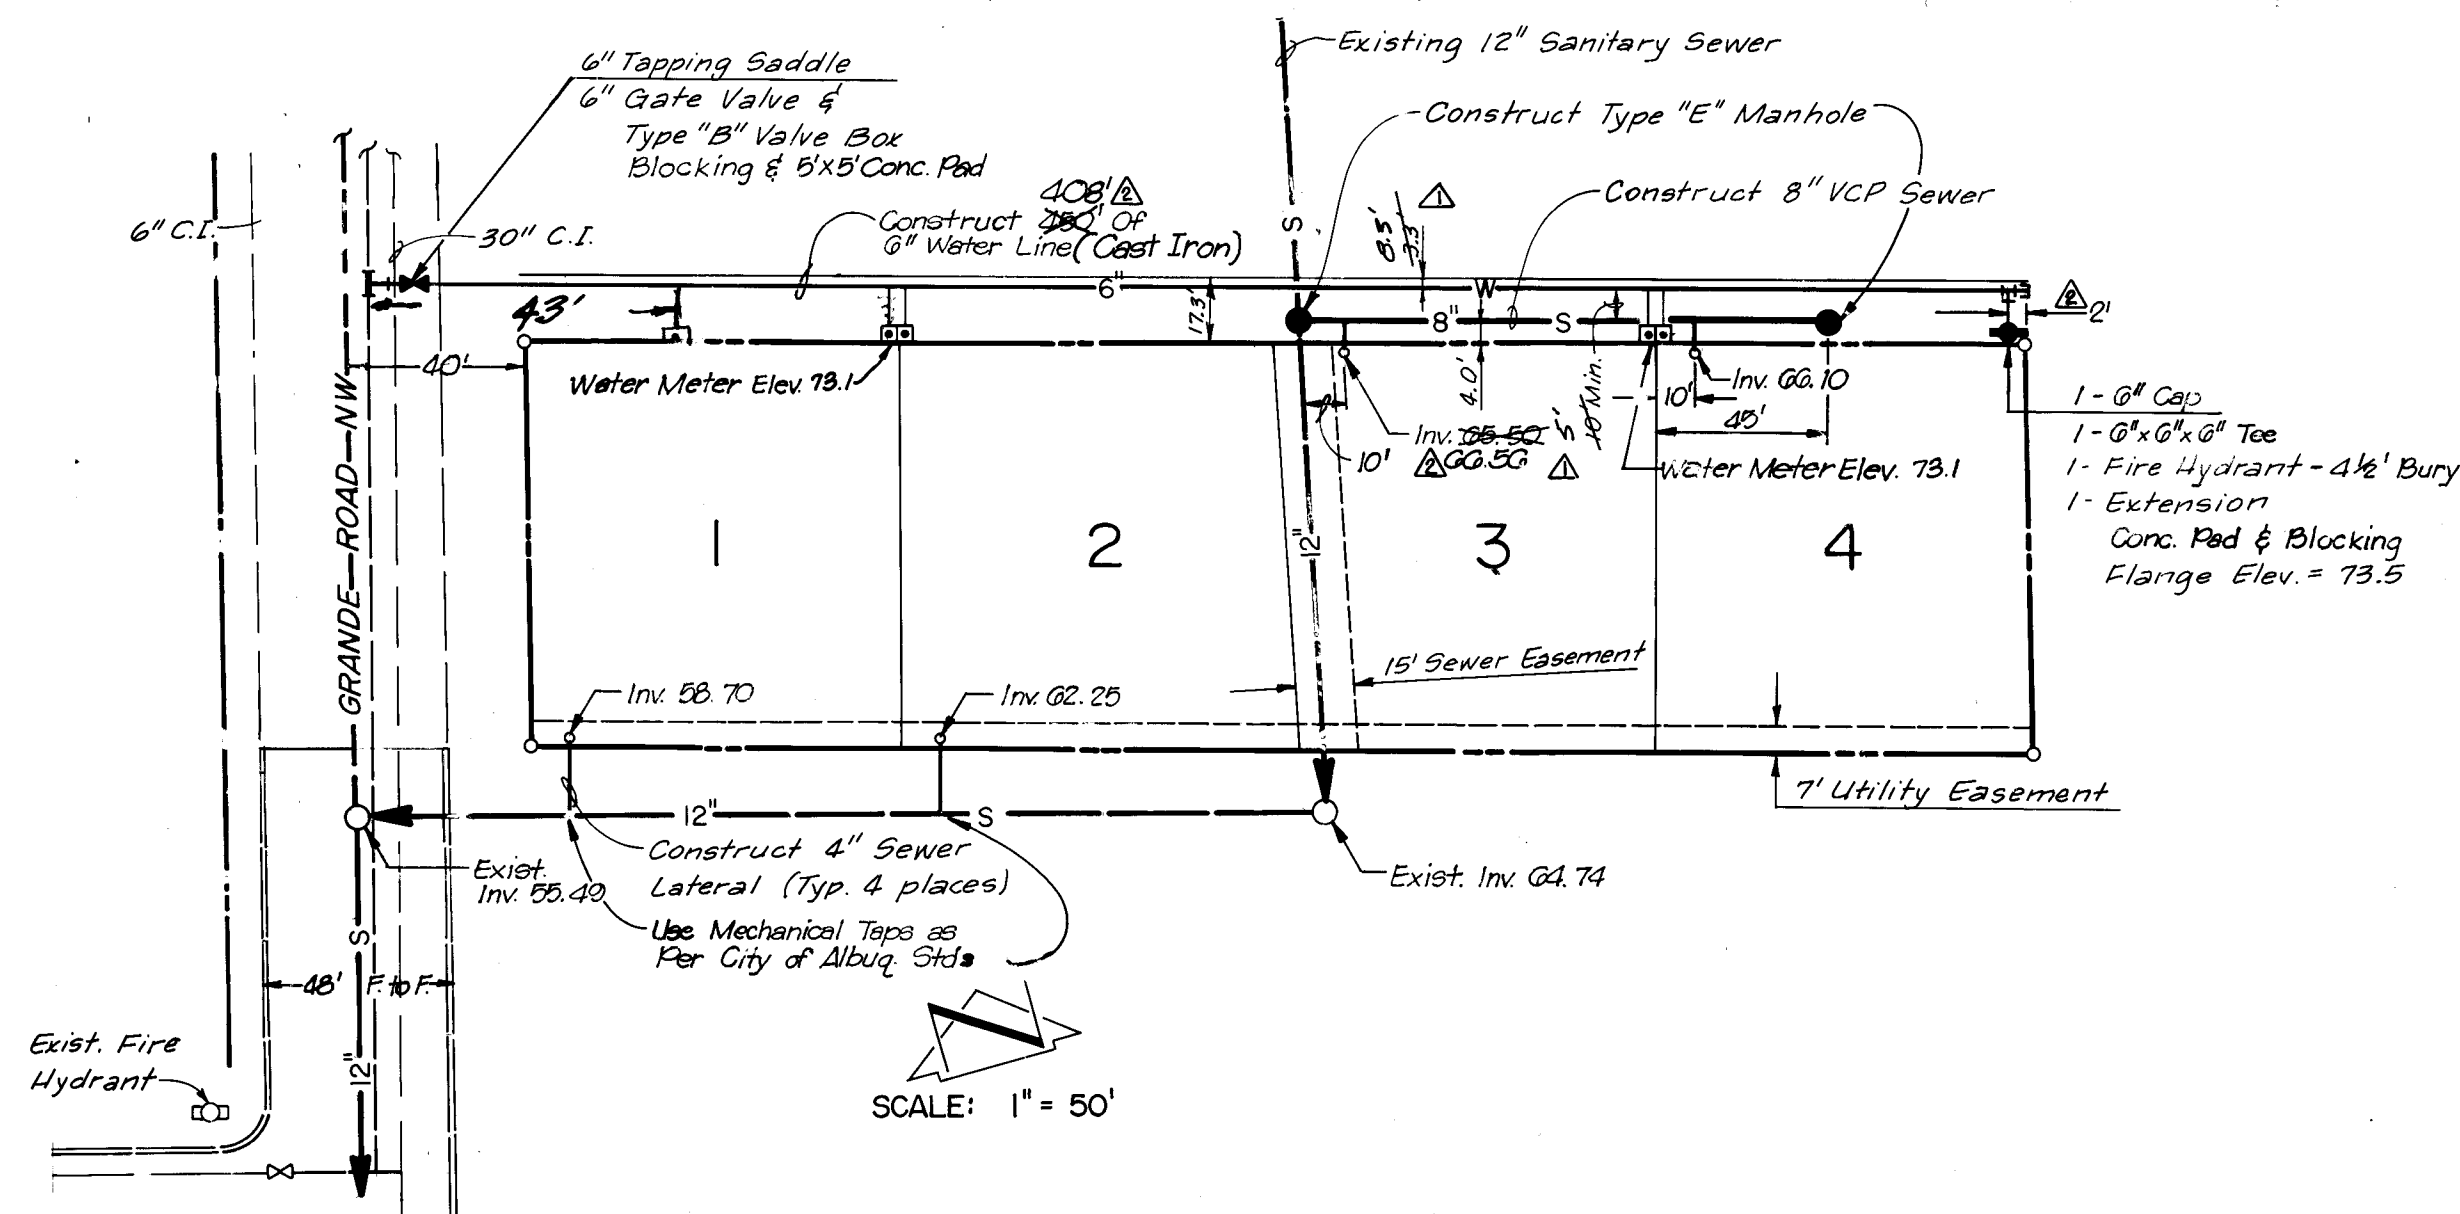 Existing 12" Sanitary Sewer
6" Tapping Saddle
6" Gate Valve &
Type "B" Valve Box
Blocking & 5'x5' Conc. Pad
Construct Type "E" Manhole
408' 2
Construct 450' Of
6" Water Line (Cast Iron)
Construct 8" VCP Sewer
1
8.5'
3.3'
6" C.I.
30" C.I.
S
6"
W
43'
17.3'
8"
S
2
2'
40'
Water Meter Elev. 73.1
4.0'
10' Min.
5'
1
10'
Inv. 66.10
45'
Inv. 65.50
2 66.50
10'
Water Meter Elev. 73.1
1 - 6" Cap
1 - 6"x6"x6" Tee
1 - Fire Hydrant - 4½' Bury
1 - Extension
Conc. Pad & Blocking
Flange Elev. = 73.5
GRANDE ROAD NW
1
2
12"
3
4
15' Sewer Easement
Inv. 58.70
Inv. 62.25
7' Utility Easement
12"
S
Exist.
Inv. 55.49
Construct 4" Sewer
Lateral (Typ. 4 places)
Exist. Inv. 64.74
Use Mechanical Taps as
Per City of Albuq. Stds
S
48' F. to F.
12"
Exist. Fire
Hydrant
N
SCALE: 1" = 50'